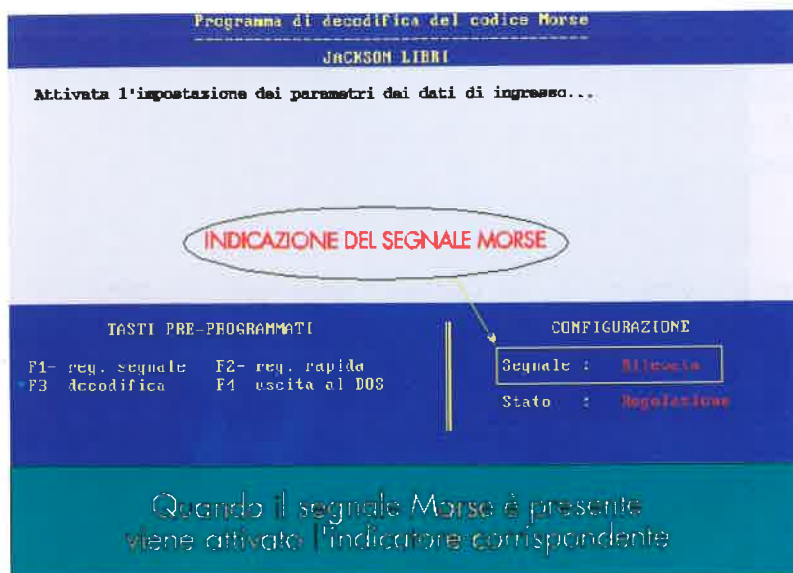 Programma di decodifica del codice Morse
JACKSON LIBRI
Attivata l'impostazione dei parametri dei dati di ingresso...
INDICAZIONE DEL SEGNALE MORSE
TASTI PRE-PROGRAMMATI
F1- reg. segnale F2- reg. rapida
F3 decodifica F4 uscita al DOS
CONFIGURAZIONE
Segnale :
Stato : Regolazione
Quando il segnale Morse è presente
viene attivato l'indicatore corrispondente